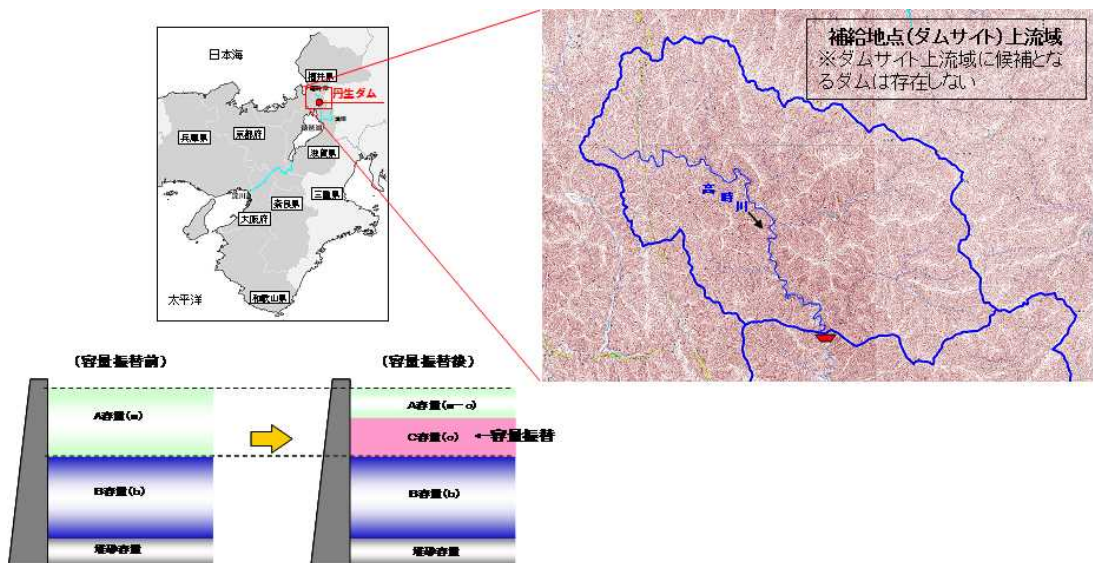 日本海
福井県
丹生ダム
兵庫県
京都府
滋賀県
三重県
奈良県
大阪府
和歌山県
太平洋
補給地点(ダムサイト)上流域
※ダムサイト上流域に候補とな
るダムは存在しない
高時川
(容量振替前)
A容量(a)
B容量(b)
堆砂容量
(容量振替後)
A容量(a-c)
C容量(c)
←容量振替
B容量(b)
堆砂容量